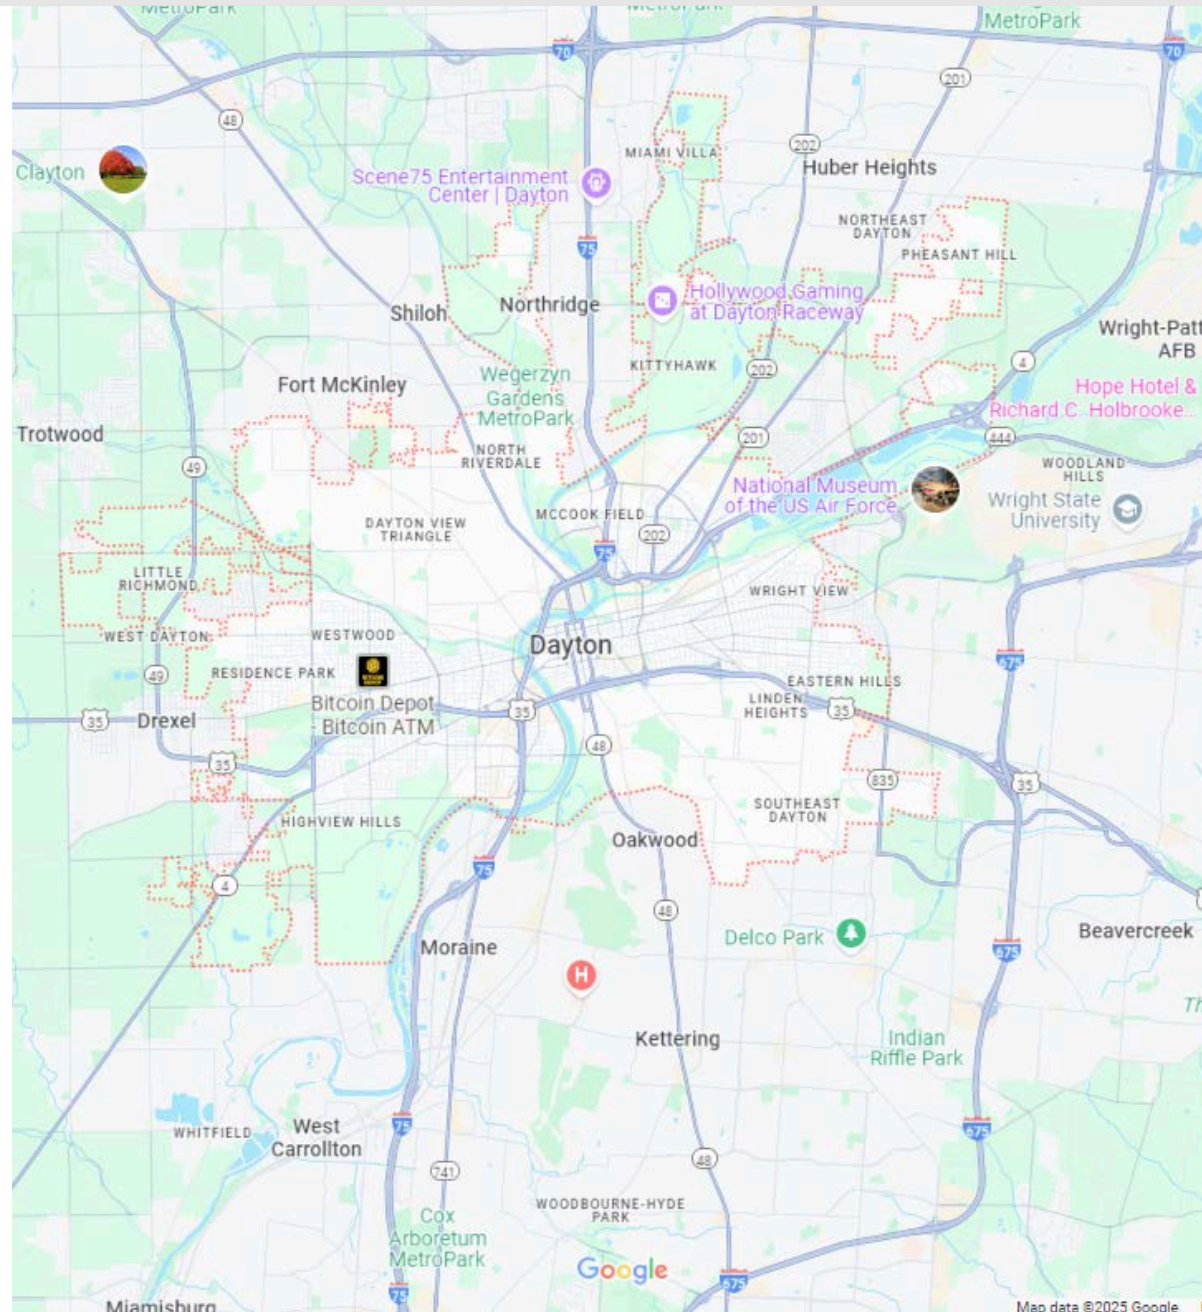 MetroPark
MetroPark
MetroPark
70
70
201
48
202
MIAMI VILLA
Huber Heights
Clayton
Scene75 Entertainment
Center | Dayton
NORTHEAST
DAYTON
PHEASANT HILL
75
Hollywood Gaming
at Dayton Raceway
Northridge
Shiloh
Wright-Patt
AFB
4
KITTYHAWK
202
Wegerzyn
Gardens
MetroPark
Fort McKinley
Hope Hotel &
Richard C. Holbrooke...
Trotwood
201
444
NORTH
RIVERDALE
49
WOODLAND
HILLS
National Museum
of the US Air Force
Wright State
University
MCCOOK FIELD
DAYTON VIEW
TRIANGLE
202
75
LITTLE
RICHMOND
WRIGHT VIEW
WEST DAYTON
WESTWOOD
Dayton
675
49
RESIDENCE PARK
BITCOIN
DEPOT
EASTERN HILLS
Bitcoin Depot
- Bitcoin ATM
LINDEN
HEIGHTS
35
35
35
Drexel
48
35
835
35
SOUTHEAST
DAYTON
HIGHVIEW HILLS
Oakwood
75
4
48
Delco Park
Beavercreek
Moraine
675
H
Th
Kettering
Indian
Riffle Park
75
675
WHITFIELD
West
Carrollton
741
48
WOODBOURNE-HYDE
PARK
Cox
Arboretum
MetroPark
Google
675
75
Miamisburg
Map data ©2025 Google